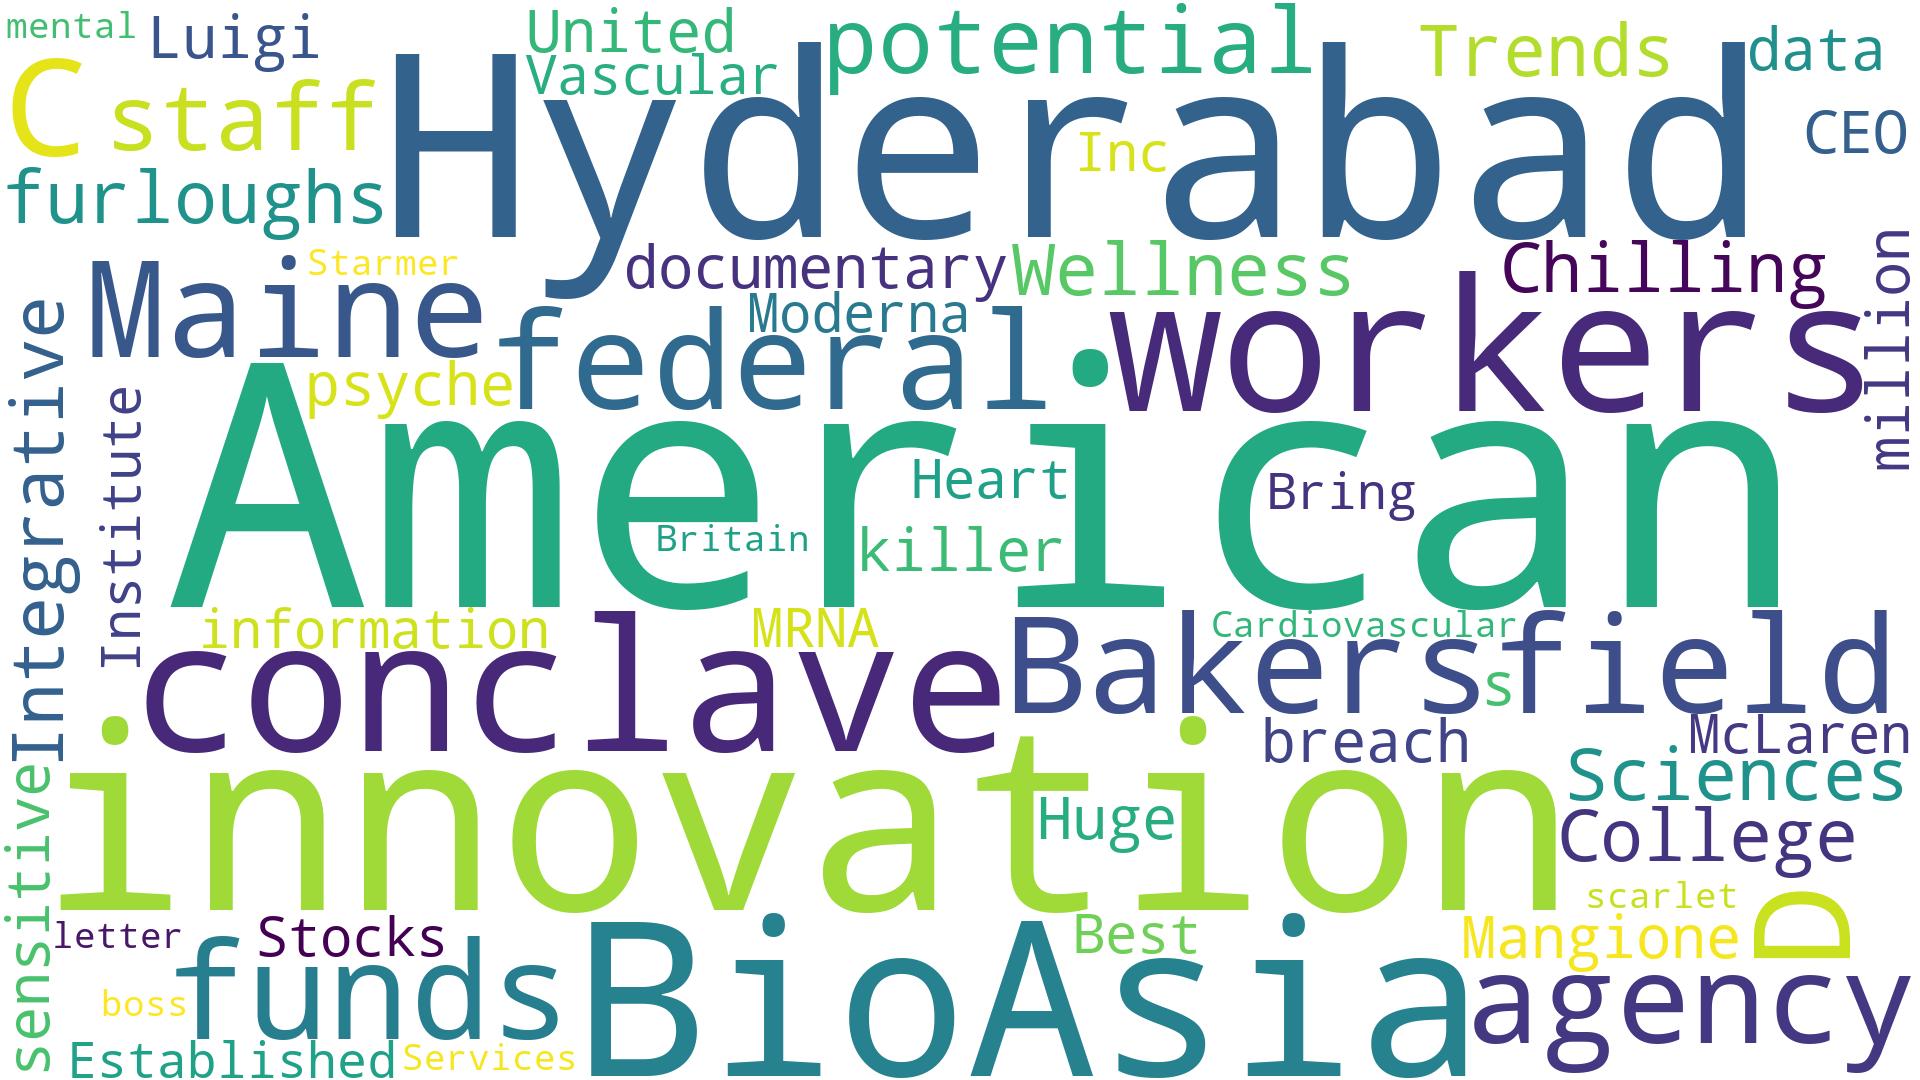 mental
Luigi
United
Vascular
potential
Trends
data
C
staff
Hyderabad
Inc
CEO
furloughs
Starmer
documentary
Wellness
Chilling
million
Maine
Moderna
federal
workers
psyche
Integrative
Institute
American
Heart
Bring
Britain
killer
information
MRNA
Cardiovascular
conclave
Bakersfield
s
breach
McLaren
innovation
Huge
Sciences
College
sensitive
scarlet
D
letter
Stocks
Best
Mangione
funds
BioAsia
agency
boss
Established
Services